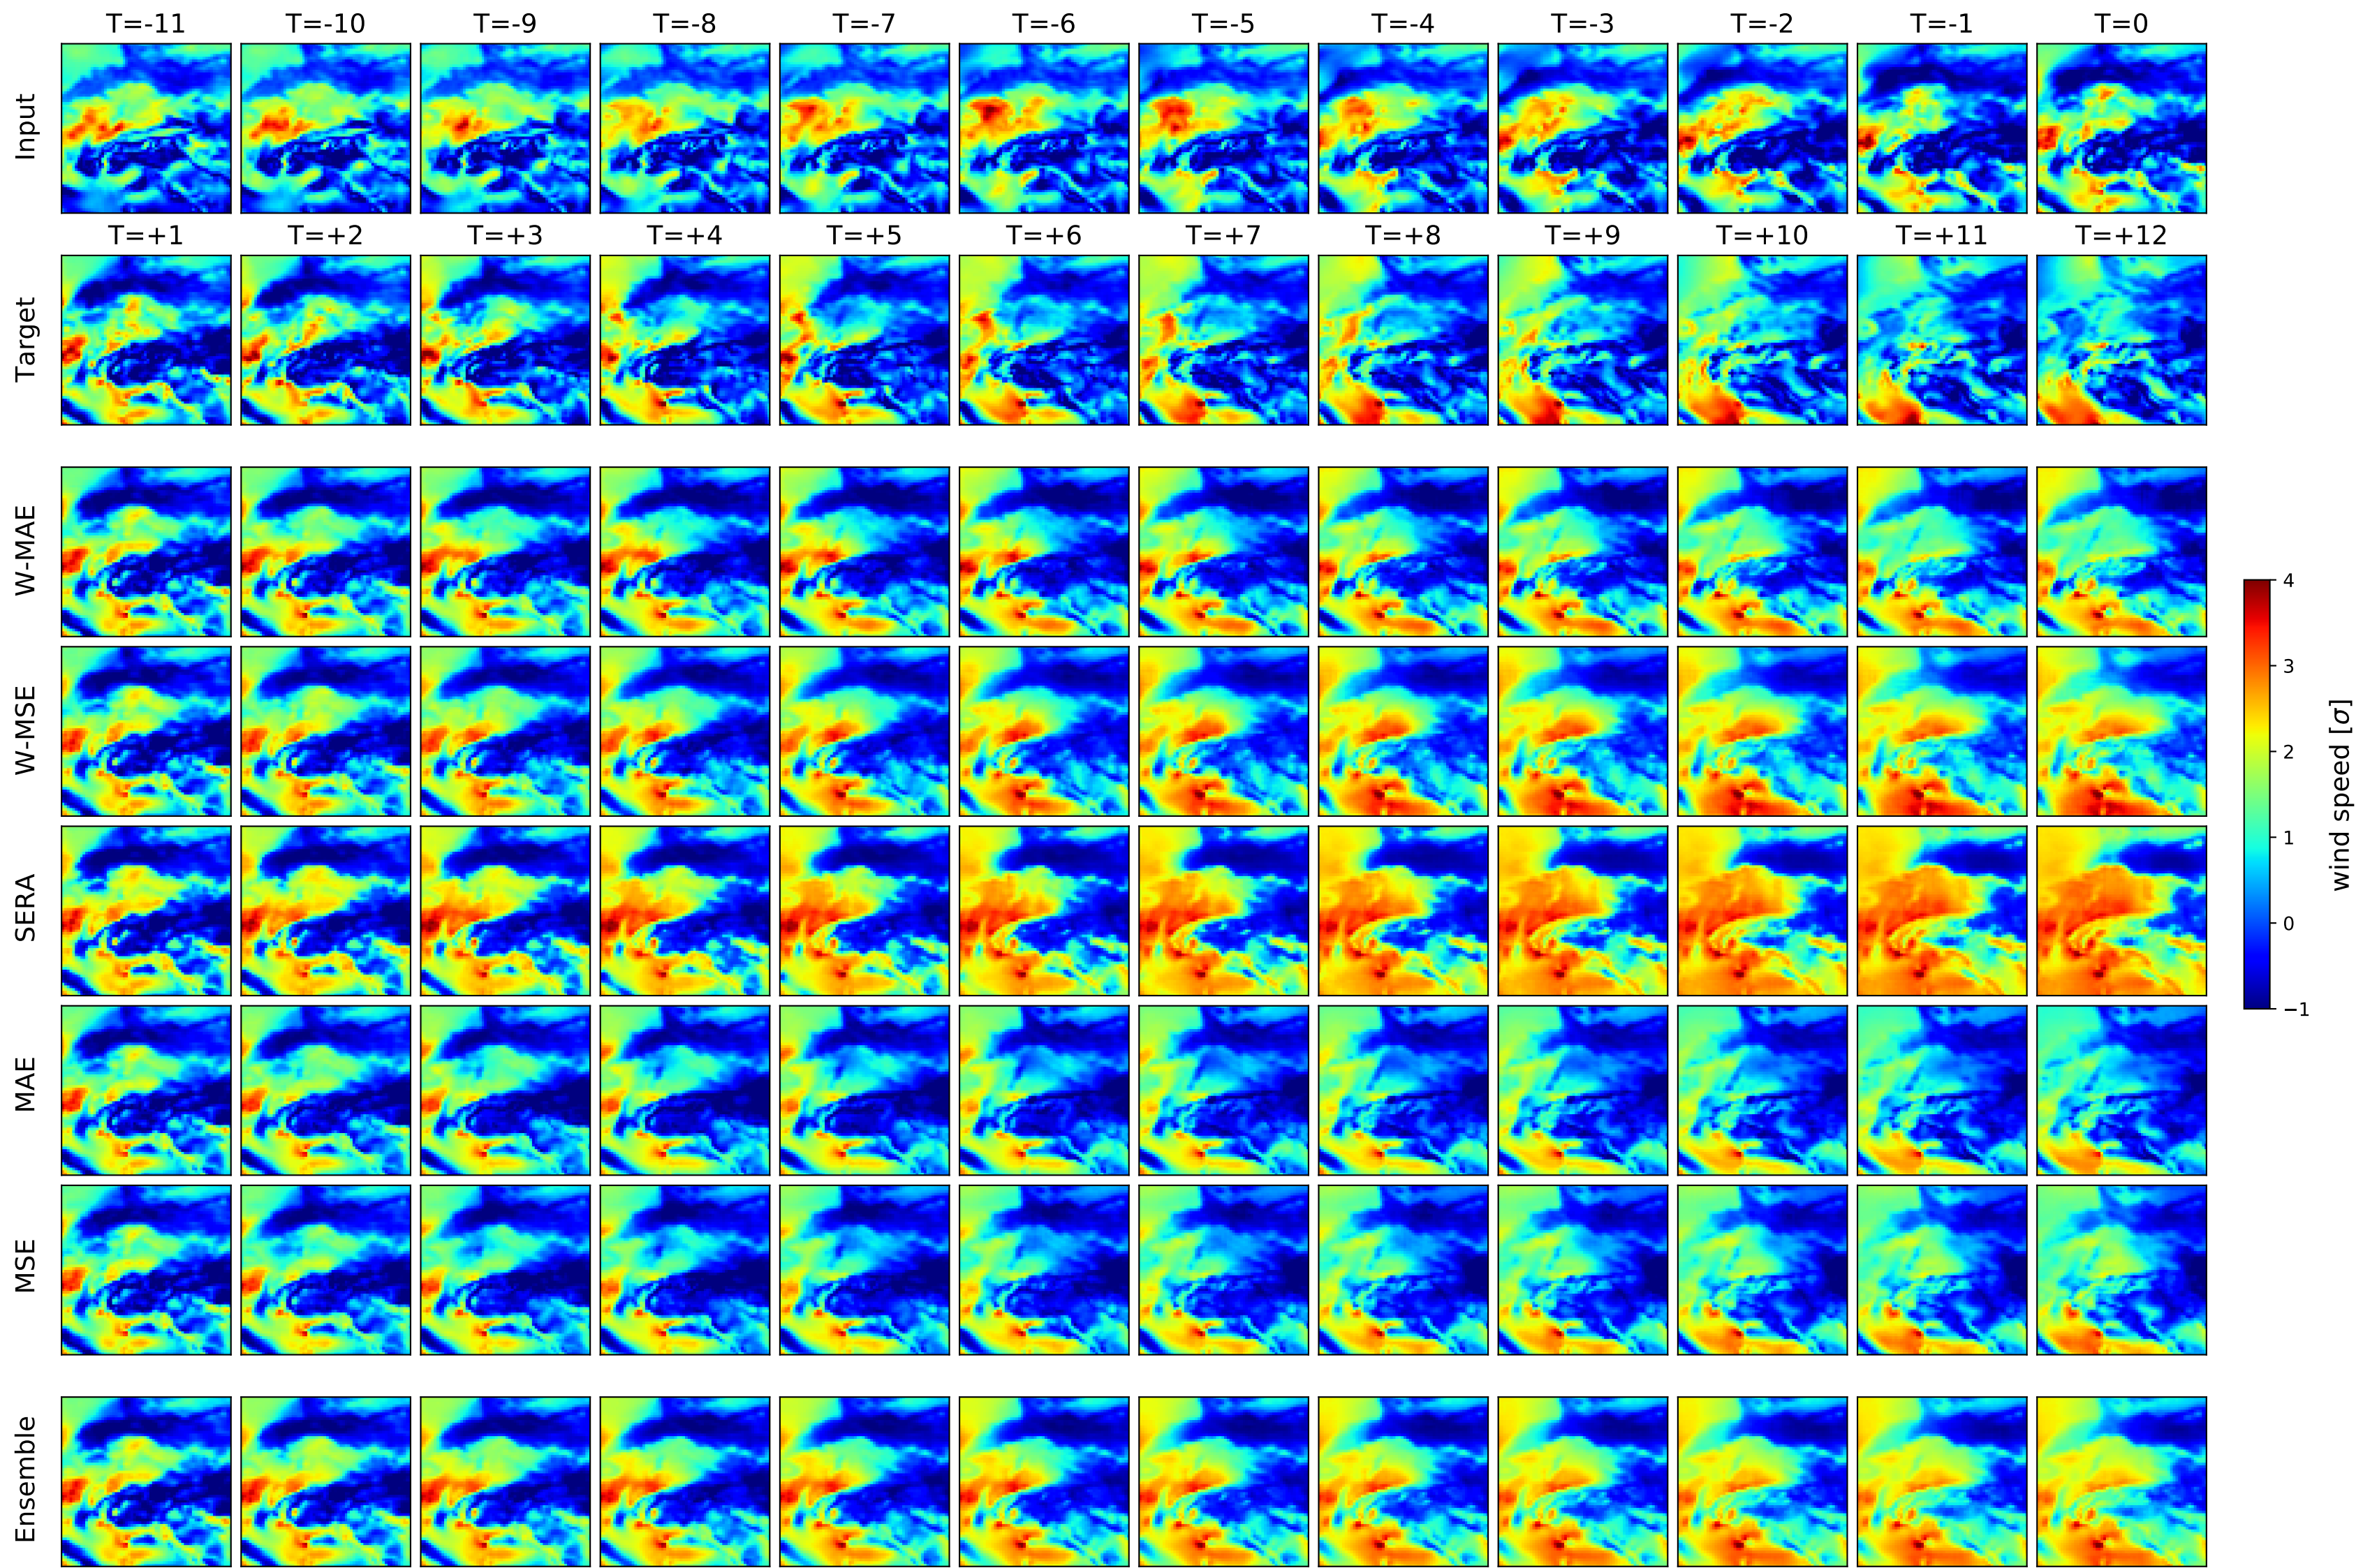 T=-11 T=-10 T=-9 T=-8 T=-7 T=-6 T=-5 T=-4 T=-3 T=-2 T=-1 T=0
Input
T=+1 T=+2 T=+3 T=+4 T=+5 T=+6 T=+7 T=+8 T=+9 T=+10 T=+11 T=+12
Target
W-MAE
W-MSE
SERA
MAE
MSE
Ensemble
4
3
2
1
0
−1
wind speed [σ]